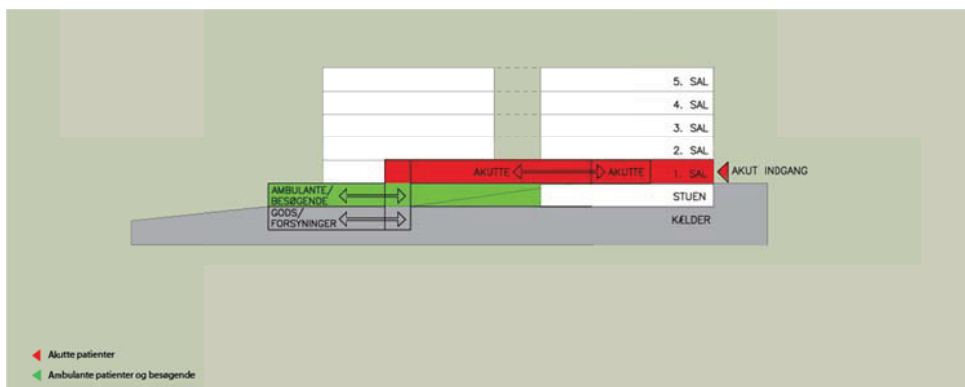 5. SAL
4. SAL
3. SAL
2. SAL
AKUTTE AKUTTE 1. SAL AKUT INDGANG
AMBULANTE/
BESØGENDE
STUEN
GODS/
FORSYNINGER
KÆLDER
Akutte patienter
Ambulante patienter og besøgende